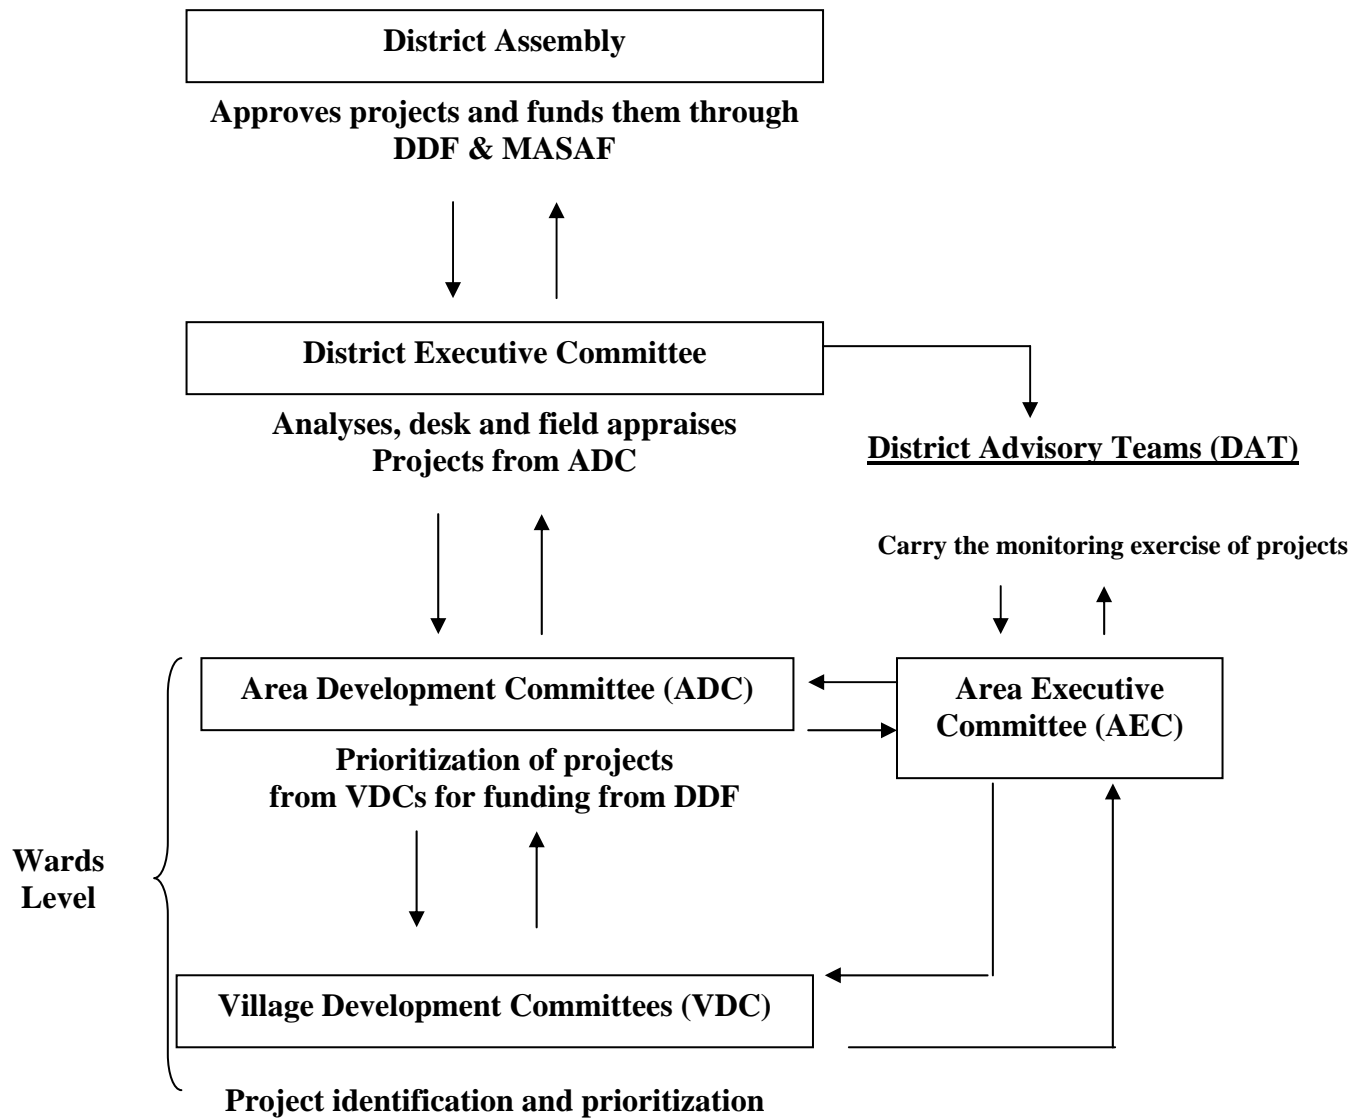 District Assembly
Approves projects and funds them through
DDF & MASAF
District Executive Committee
Analyses, desk and field appraises
Projects from ADC
District Advisory Teams (DAT)
Carry the monitoring exercise of projects
Area Development Committee (ADC)
Area Executive
Committee (AEC)
Prioritization of projects
from VDCs for funding from DDF
Wards
Level
Village Development Committees (VDC)
Project identification and prioritization